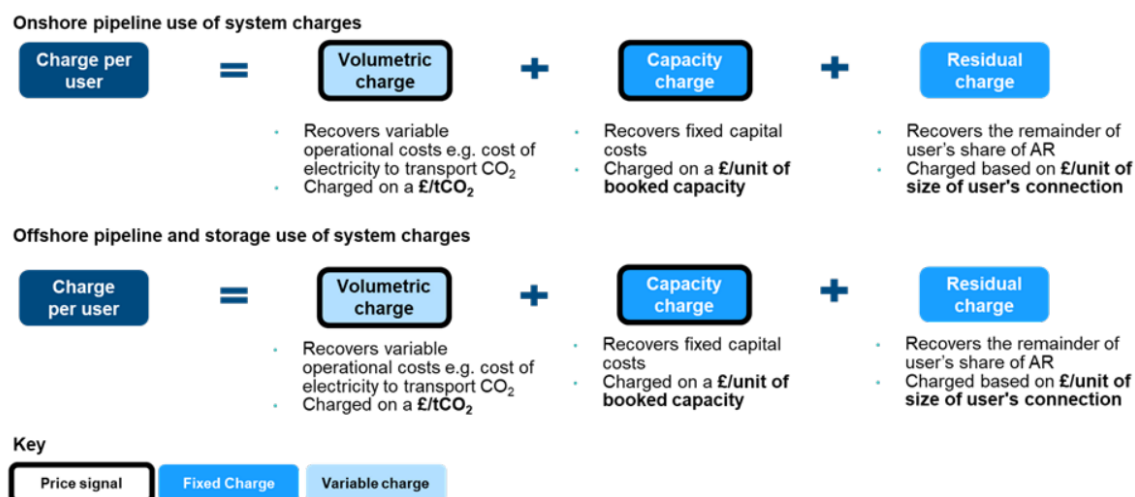 Onshore pipeline use of system charges
Charge per
user
=
Volumetric
charge
+
Capacity
charge
+
Residual
charge
· Recovers variable
operational costs e.g. cost of
electricity to transport CO₂
· Charged on a £/tCO₂
· Recovers fixed capital
costs
· Charged on a £/unit of
booked capacity
· Recovers the remainder of
user's share of AR
· Charged based on £/unit of
size of user's connection
Offshore pipeline and storage use of system charges
Charge
per user
=
Volumetric
charge
+
Capacity
charge
+
Residual
charge
· Recovers variable
operational costs e.g. cost of
electricity to transport CO₂
· Charged on a £/tCO₂
· Recovers fixed capital
costs
· Charged on a £/unit of
booked capacity
· Recovers the remainder of
user's share of AR
· Charged based on £/unit of
size of user's connection
Key
Price signal
Fixed Charge
Variable charge